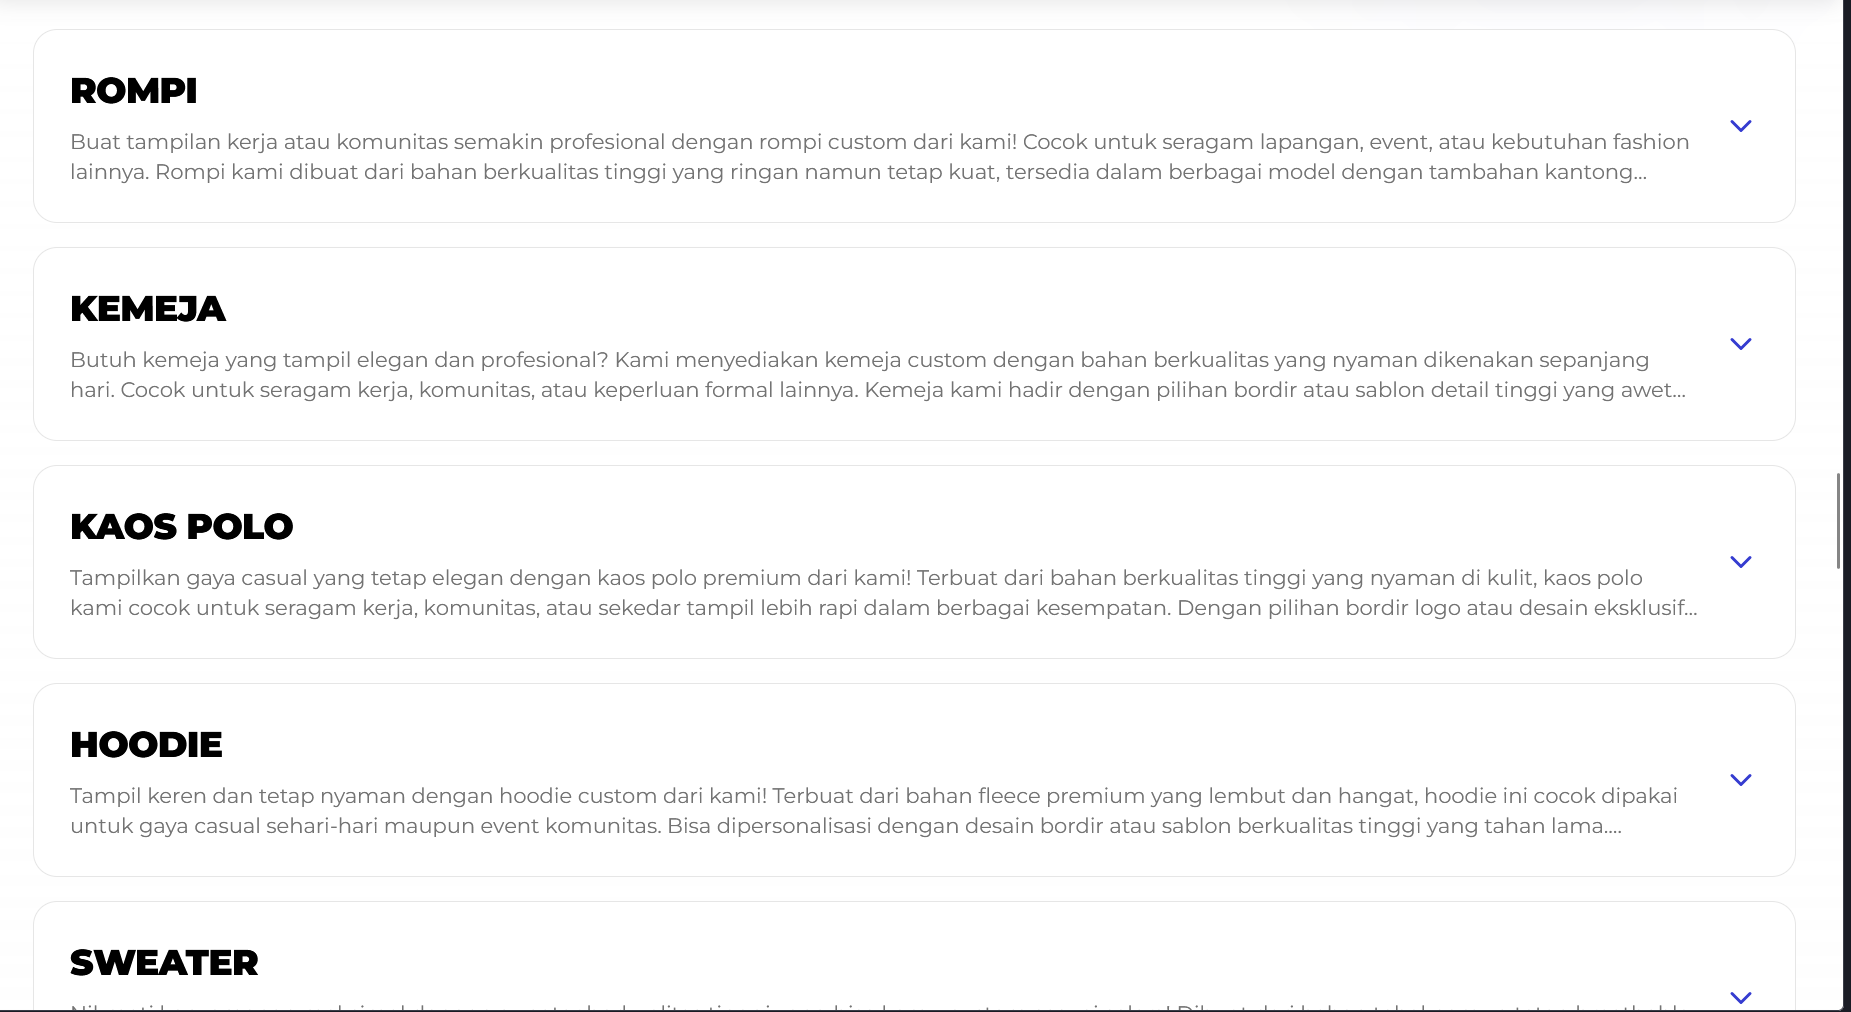 ROMPI
Buat tampilan kerja atau komunitas semakin profesional dengan rompi custom dari kami! Cocok untuk seragam lapangan, event, atau kebutuhan fashion
lainnya. Rompi kami dibuat dari bahan berkualitas tinggi yang ringan namun tetap kuat, tersedia dalam berbagai model dengan tambahan kantong...
KEMEJA
Butuh kemeja yang tampil elegan dan profesional? Kami menyediakan kemeja custom dengan bahan berkualitas yang nyaman dikenakan sepanjang
hari. Cocok untuk seragam kerja, komunitas, atau keperluan formal lainnya. Kemeja kami hadir dengan pilihan bordir atau sablon detail tinggi yang awet...
KAOS POLO
Tampilkan gaya casual yang tetap elegan dengan kaos polo premium dari kami! Terbuat dari bahan berkualitas tinggi yang nyaman di kulit, kaos polo
kami cocok untuk seragam kerja, komunitas, atau sekedar tampil lebih rapi dalam berbagai kesempatan. Dengan pilihan bordir logo atau desain eksklusif...
HOODIE
Tampil keren dan tetap nyaman dengan hoodie custom dari kami! Terbuat dari bahan fleece premium yang lembut dan hangat, hoodie ini cocok dipakai
untuk gaya casual sehari-hari maupun event komunitas. Bisa dipersonalisasi dengan desain bordir atau sablon berkualitas tinggi yang tahan lama....
SWEATER